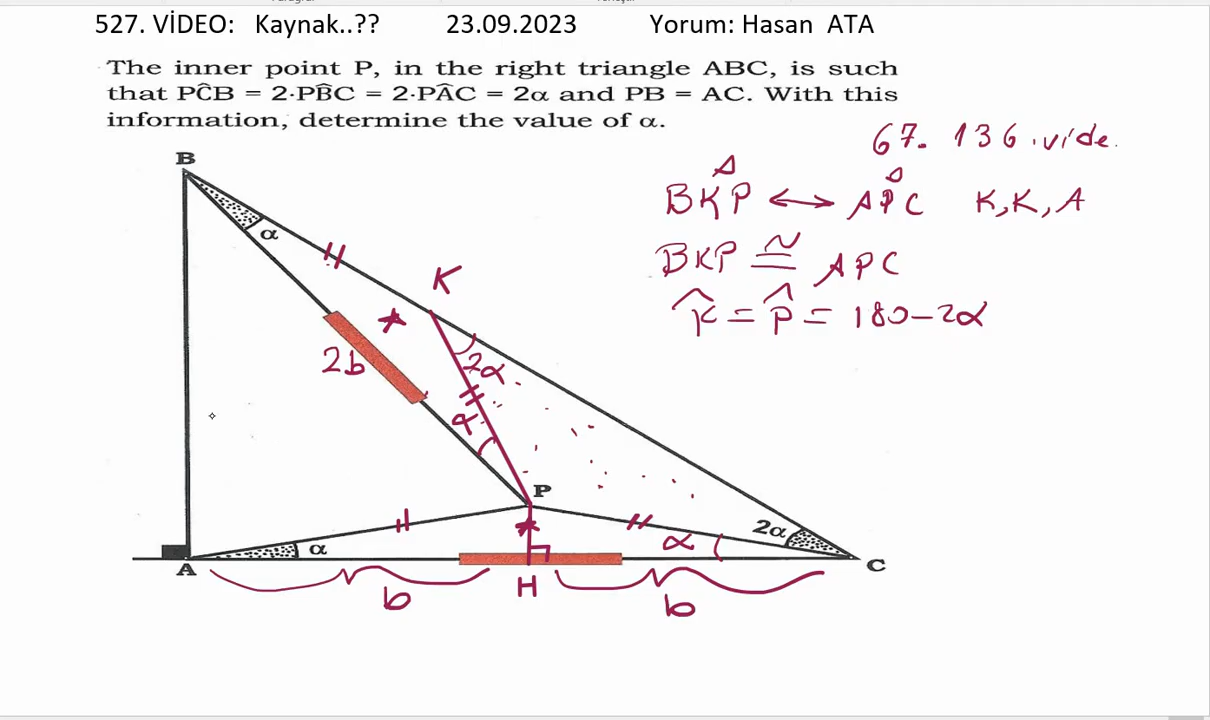 527. VİDEO: Kaynak..?? 23.09.2023 Yorum: Hasan ATA
The inner point P, in the right triangle ABC, is such
that PĈB = 2·PB̂C = 2·PÂC = 2α and PB = AC. With this
information, determine the value of α.
67. 136. vide.
B
BKP ↔ APC K, K, A
α
K
BKP ≅ APC
K̂ = P̂ = 180-2α
2b
2α
α
P
2α
α
α
A
H
C
b
b